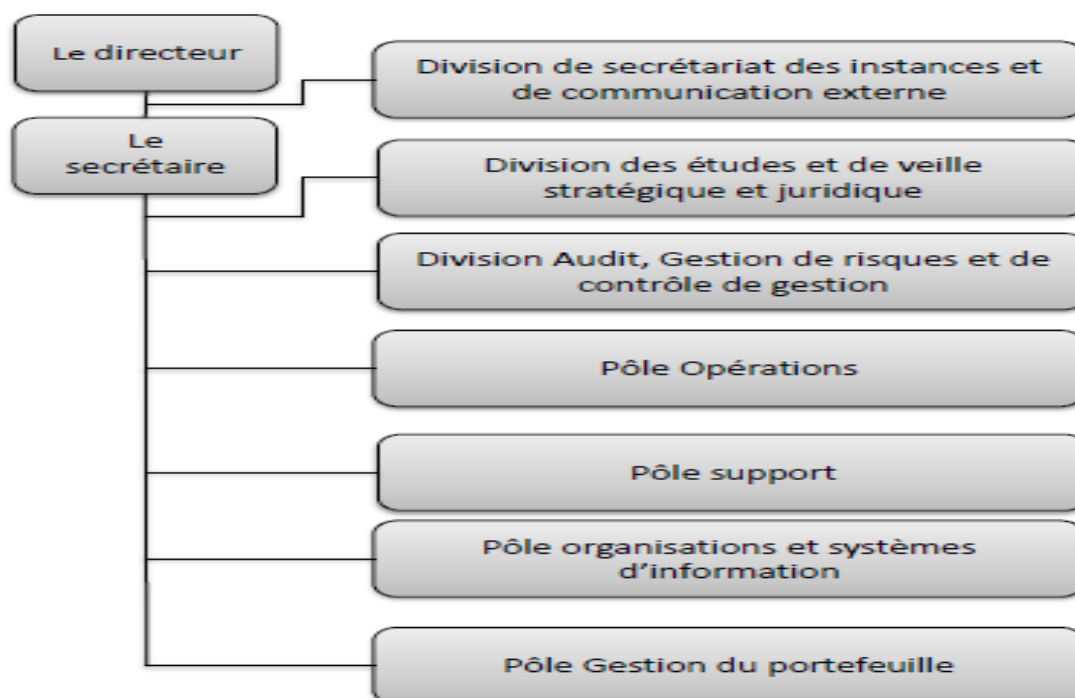 Le directeur
Le
secrétaire
Division de secrétariat des instances et
de communication externe
Division des études et de veille
stratégique et juridique
Division Audit, Gestion de risques et de
contrôle de gestion
Pôle Opérations
Pôle support
Pôle organisations et systèmes
d’information
Pôle Gestion du portefeuille